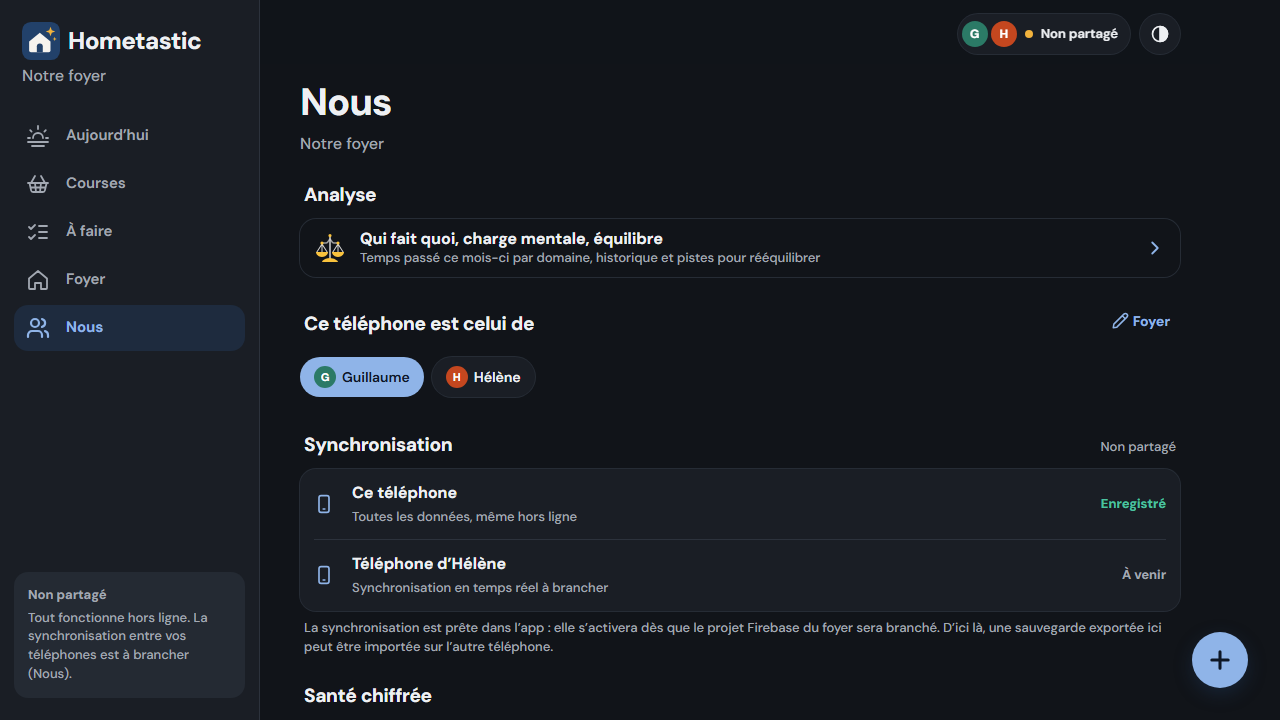 Hometastic
Notre foyer
Aujourd’hui
Courses
À faire
Foyer
Nous
Non partagé
Tout fonctionne hors ligne. La
synchronisation entre vos
téléphones est à brancher
(Nous).
G H Non partagé
Nous
Notre foyer
Analyse
Qui fait quoi, charge mentale, équilibre
Temps passé ce mois-ci par domaine, historique et pistes pour rééquilibrer
Ce téléphone est celui de
Foyer
G Guillaume
H Hélène
Synchronisation
Non partagé
Ce téléphone
Toutes les données, même hors ligne
Enregistré
Téléphone d’Hélène
Synchronisation en temps réel à brancher
À venir
La synchronisation est prête dans l’app : elle s’activera dès que le projet Firebase du foyer sera branché. D’ici là, une sauvegarde exportée ici
peut être importée sur l’autre téléphone.
Santé chiffrée